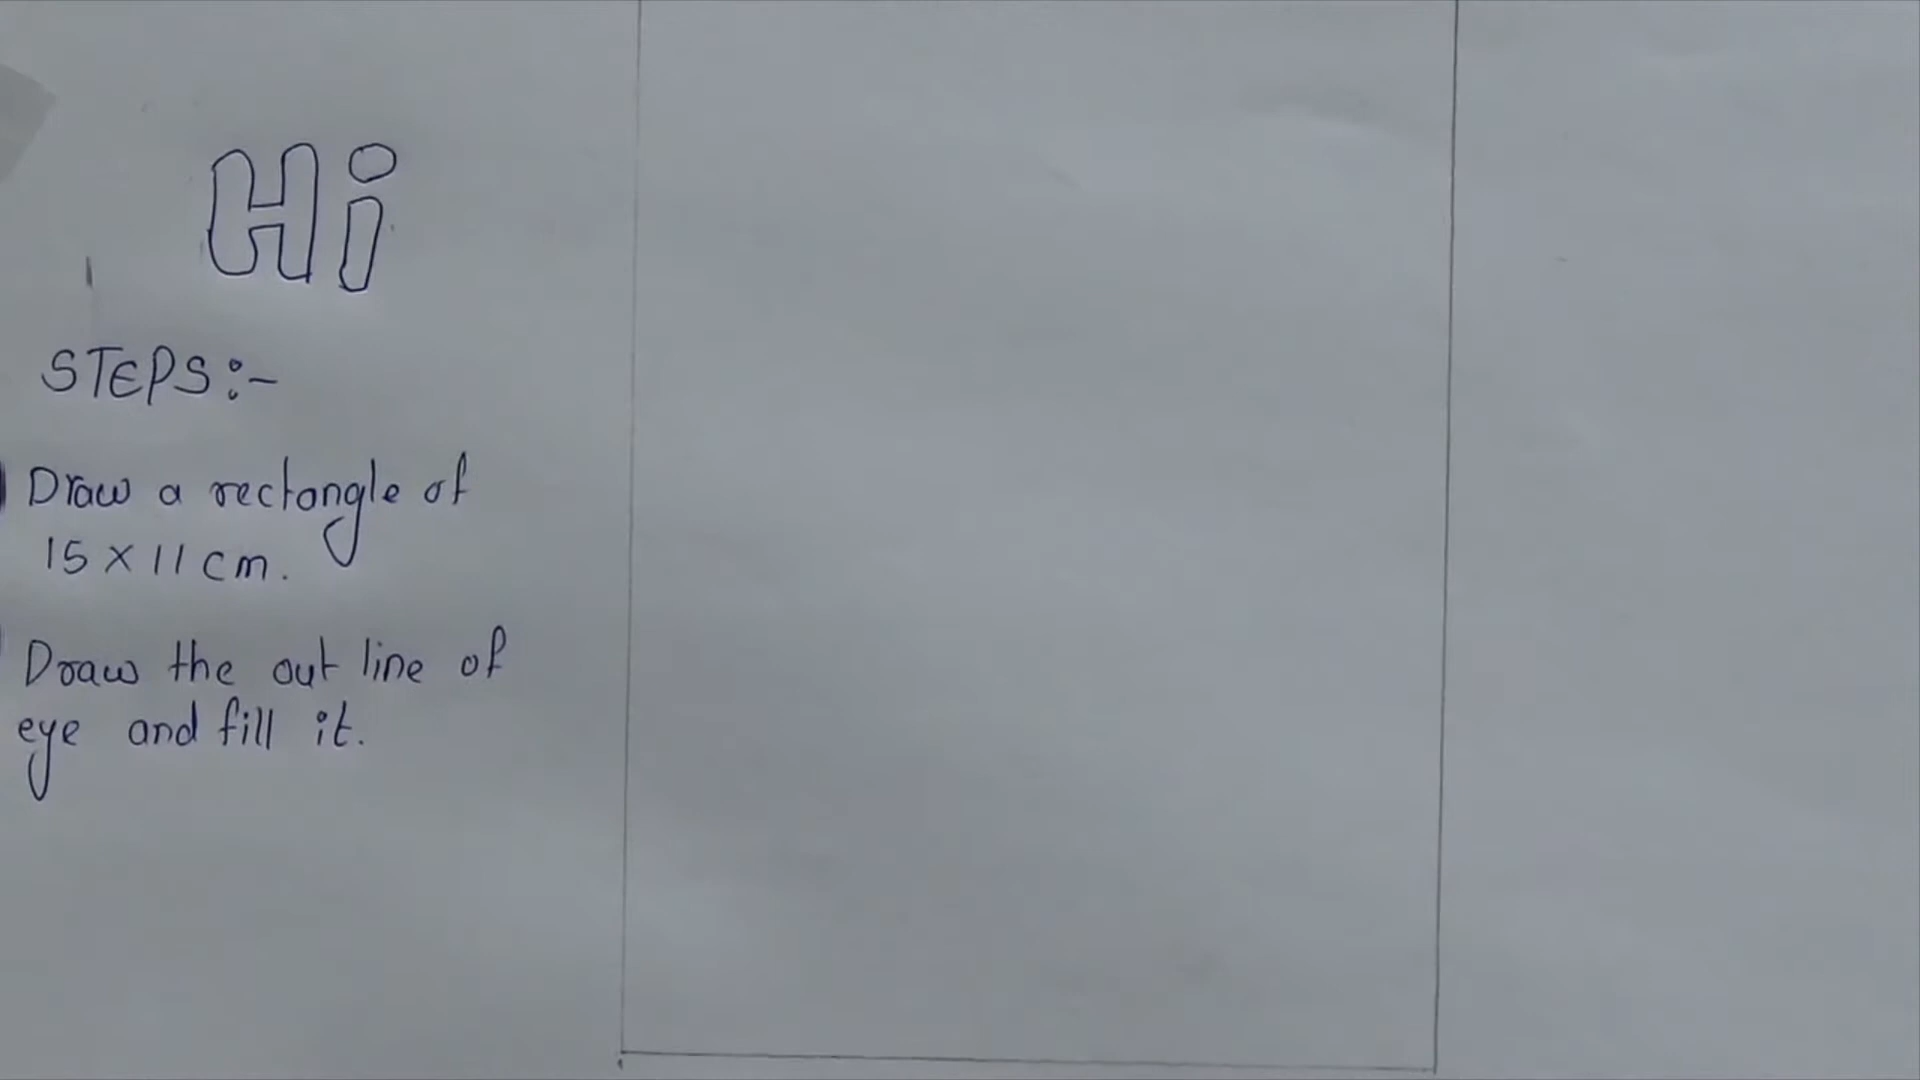 Hi
STEPS:-
Draw a rectangle of
15 x 11 cm.
Draw the out line of
eye and fill it.